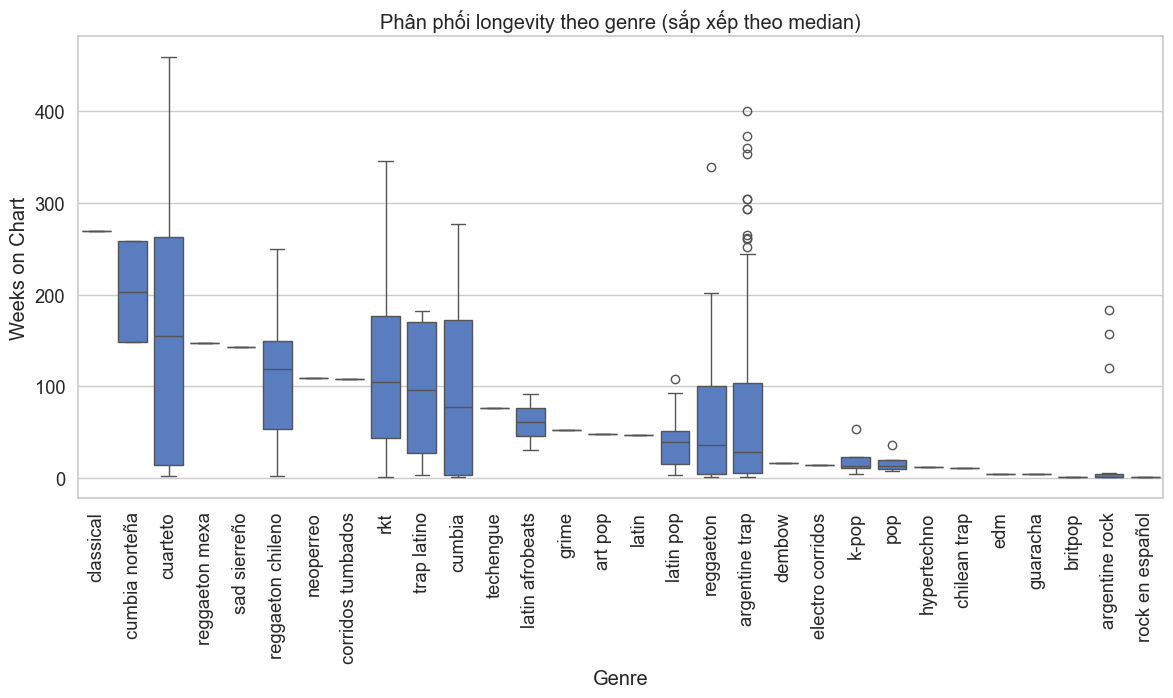 Phân phối longevity theo genre (sắp xếp theo median)
Weeks on Chart
400
300
200
100
0
classical
cumbia norteña
cuarteto
reggaeton mexa
sad sierreño
reggaeton chileno
neoperreo
corridos tumbados
rkt
trap latino
cumbia
techengue
latin afrobeats
grime
art pop
latin
latin pop
reggaeton
argentine trap
dembow
electro corridos
k-pop
pop
hypertechno
chilean trap
edm
guaracha
britpop
argentine rock
rock en español
Genre